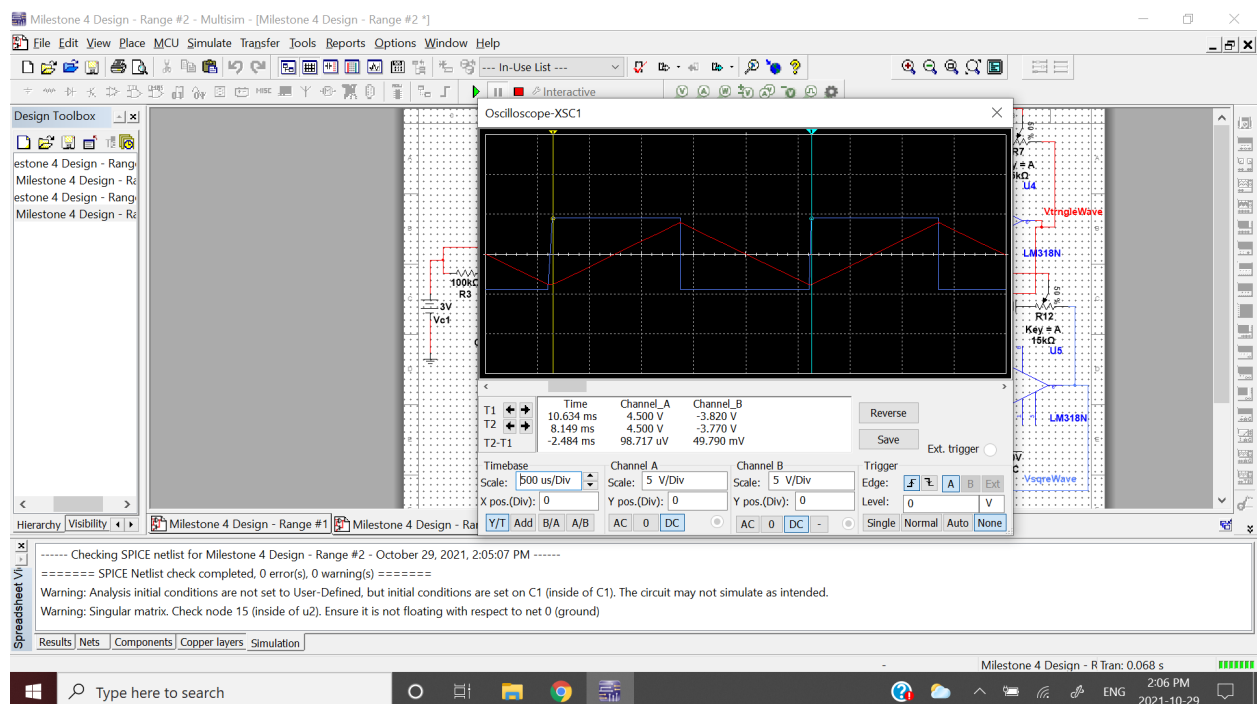 Milestone 4 Design - Range #2 - Multisim - [Milestone 4 Design - Range #2 *]
File Edit View Place MCU Simulate Transfer Tools Reports Options Window Help
--- In-Use List ---
Interactive
Design Toolbox
estone 4 Design - Rang
Milestone 4 Design - Ra
estone 4 Design - Rang
Milestone 4 Design - Ra
Hierarchy Visibility
Oscilloscope-XSC1
100kΩ
R3
3V
Vc1
R7
50 %
U4
VtrngleWave
LM318N
50 %
R12
Key = A
15kΩ
U5
LM318N
VsqreWave
Time Channel_A Channel_B
T1 10.634 ms 4.500 V -3.820 V
T2 8.149 ms 4.500 V -3.770 V
T2-T1 -2.484 ms 98.717 uV 49.790 mV
Reverse
Save
Ext. trigger
Timebase
Scale: 500 us/Div
X pos.(Div): 0
Y/T Add B/A A/B
Channel A
Scale: 5 V/Div
Y pos.(Div): 0
AC 0 DC
Channel B
Scale: 5 V/Div
Y pos.(Div): 0
AC 0 DC -
Trigger
Edge: A B Ext
Level: 0 V
Single Normal Auto None
Milestone 4 Design - Range #1 Milestone 4 Design - Ra
Spreadsheet Vi
------ Checking SPICE netlist for Milestone 4 Design - Range #2 - October 29, 2021, 2:05:07 PM ------
======= SPICE Netlist check completed, 0 error(s), 0 warning(s) =======
Warning: Analysis initial conditions are not set to User-Defined, but initial conditions are set on C1 (inside of C1). The circuit may not simulate as intended.
Warning: Singular matrix. Check node 15 (inside of u2). Ensure it is not floating with respect to net 0 (ground)
Results Nets Components Copper layers Simulation
- Milestone 4 Design - R Tran: 0.068 s
Type here to search
ENG
2:06 PM
2021-10-29